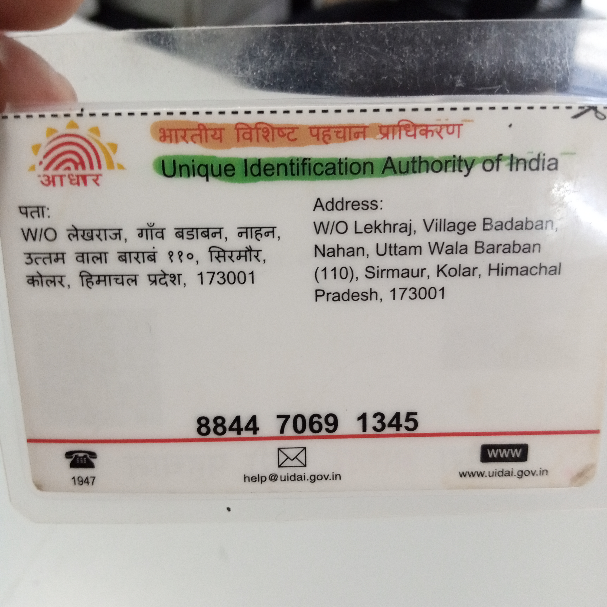 भारतीय विशिष्ट पहचान प्राधिकरण
Unique Identification Authority of India
आधार
पता:
W/O लेखराज, गाँव बडाबन, नाहन,
उत्तम वाला बाराबं ११०, सिरमौर,
कोलर, हिमाचल प्रदेश, 173001
Address:
W/O Lekhraj, Village Badaban,
Nahan, Uttam Wala Baraban
(110), Sirmaur, Kolar, Himachal
Pradesh, 173001
8844 7069 1345
1947
help@uidai.gov.in
www
www.uidai.gov.in